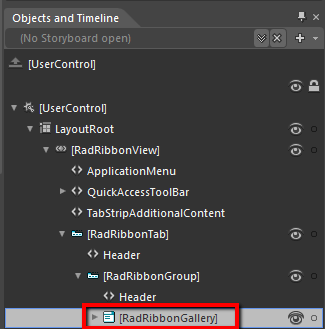 Objects and Timeline
(No Storyboard open)
[UserControl]
[UserControl]
LayoutRoot
[RadRibbonView]
ApplicationMenu
QuickAccessToolBar
TabStripAdditionalContent
[RadRibbonTab]
Header
[RadRibbonGroup]
Header
[RadRibbonGallery]